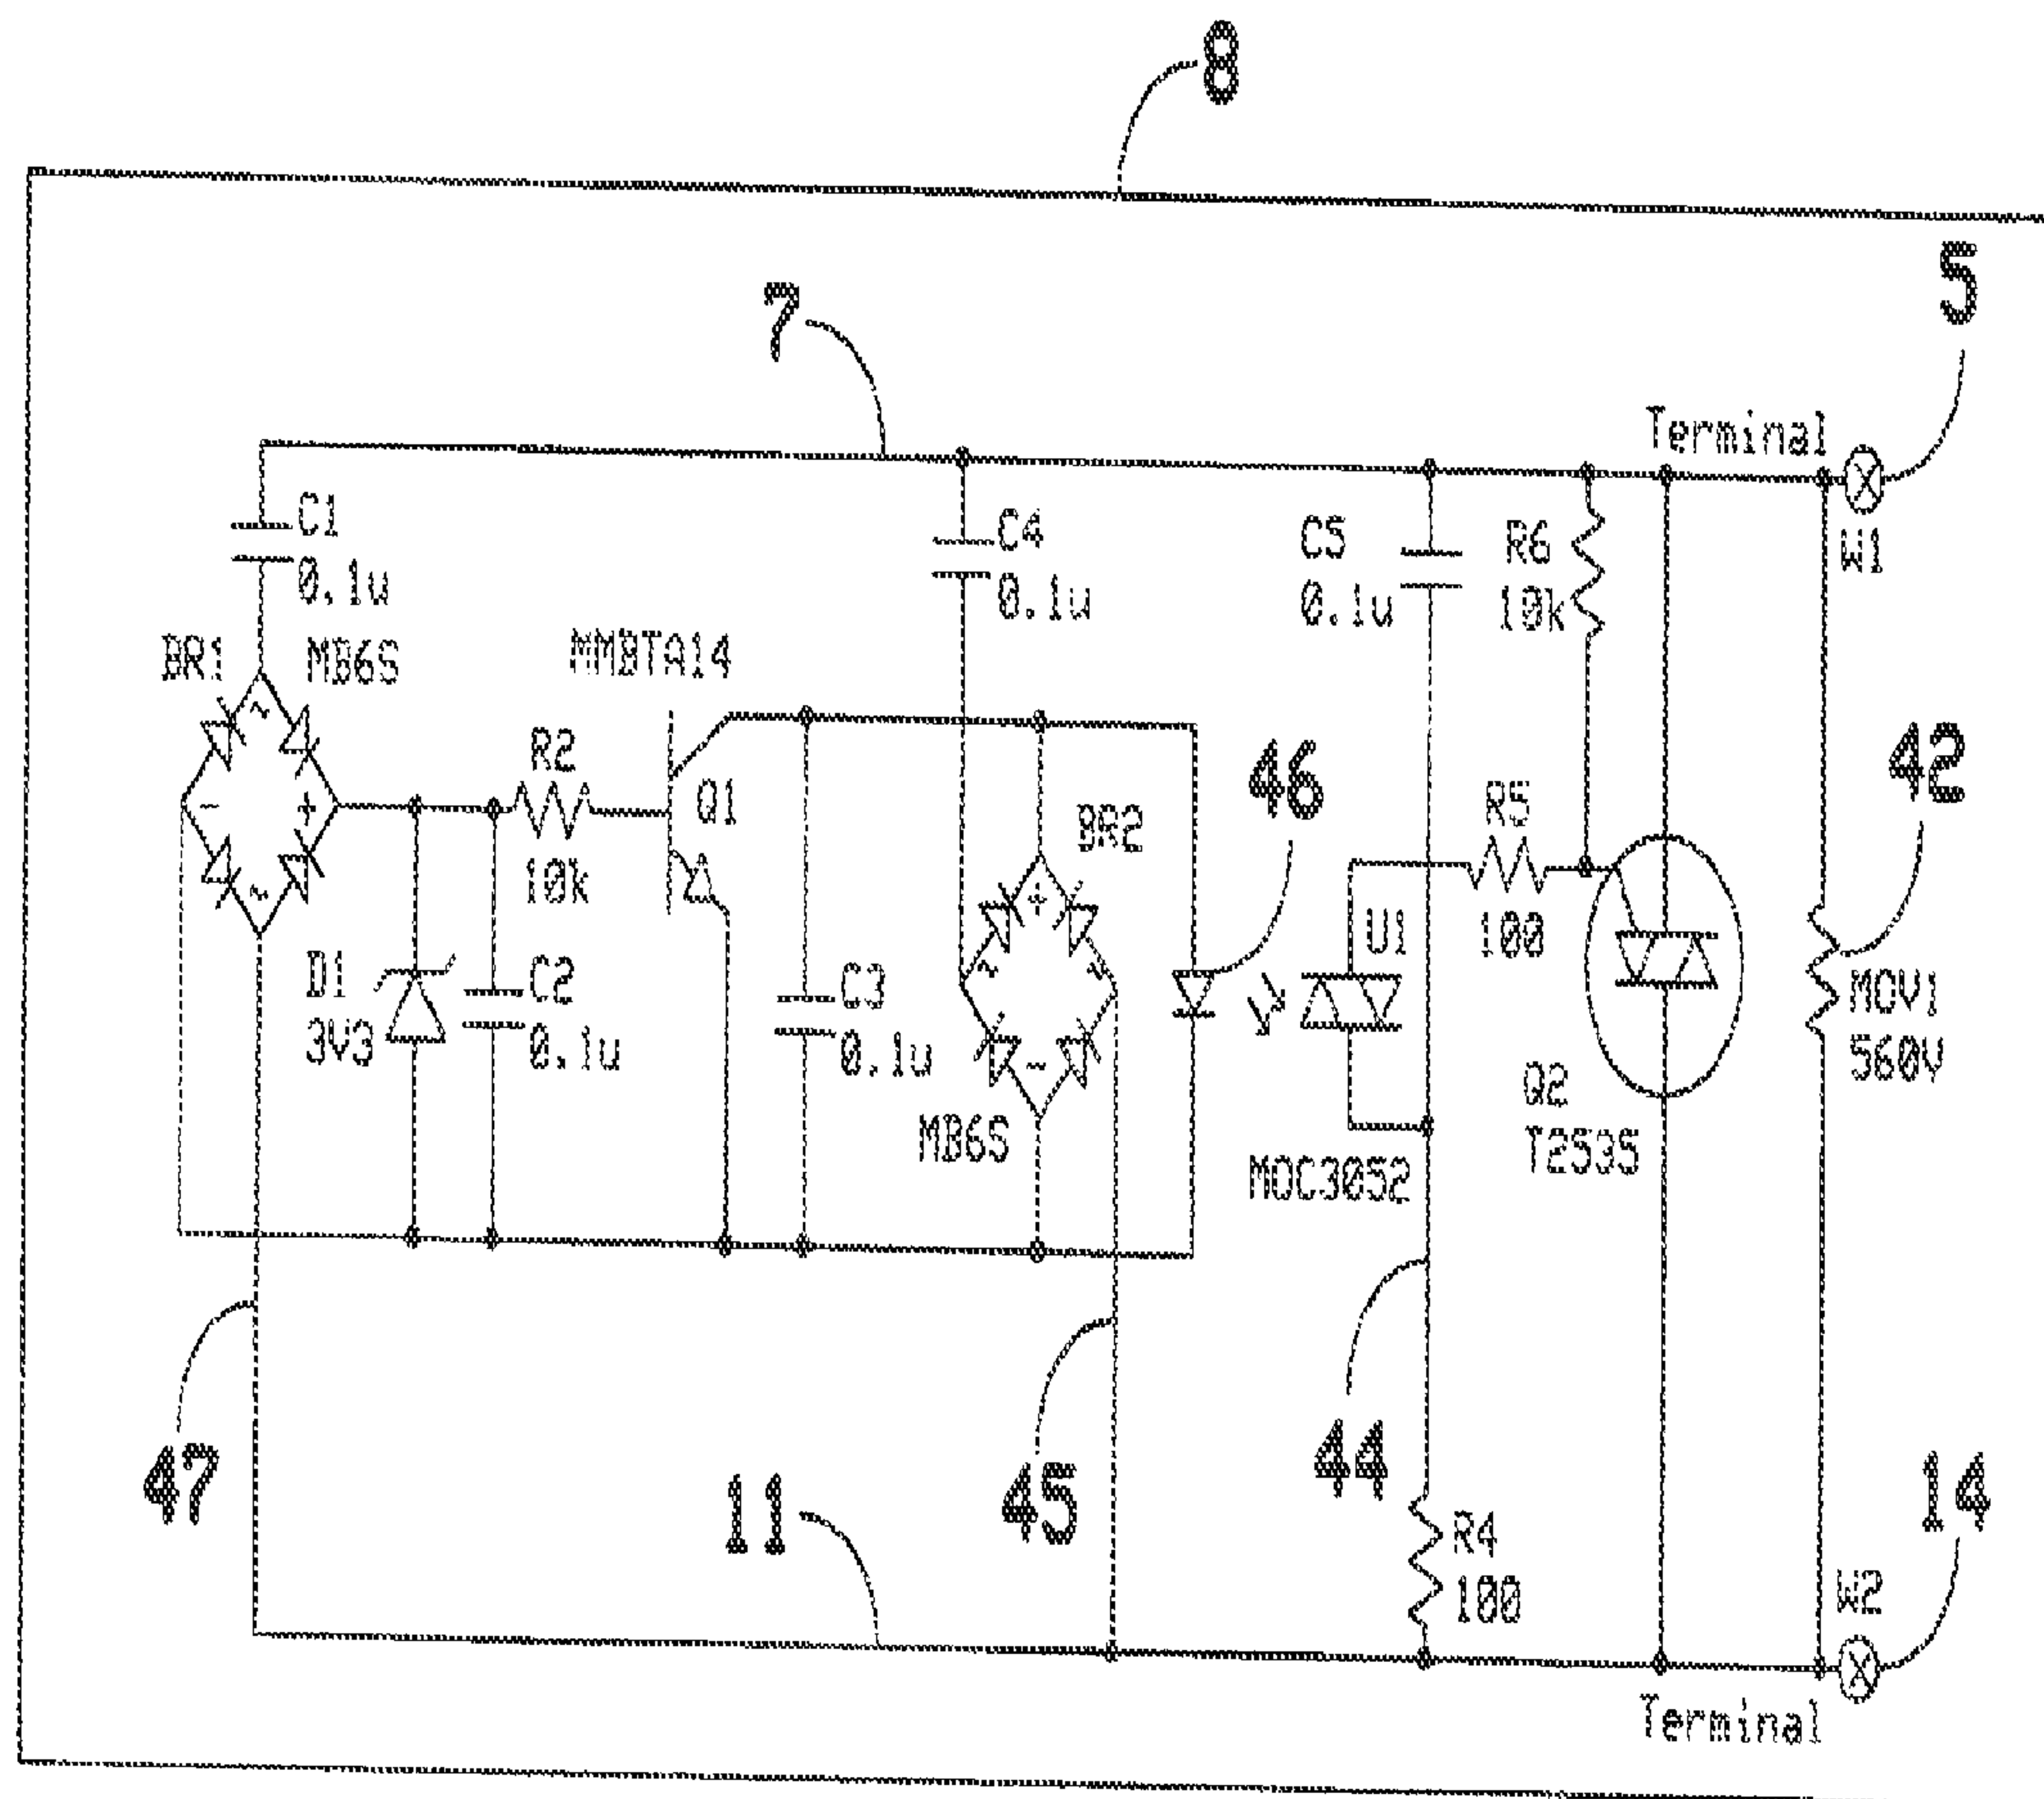 8
5
7
Terminal
W1
C1
0.1u
C4
0.1u
C5
0.1u
R6
10k
BR1
MB6S
MMBTA14
R2
10k
Q1
46
BR2
R5
100
42
U1
D1
3V3
C2
0.1u
C3
0.1u
MOV1
560V
Q2
T2535
MB6S
MOC3052
47
11
45
44
R4
100
14
W2
Terminal
-
+
~
~
+
-
~
~